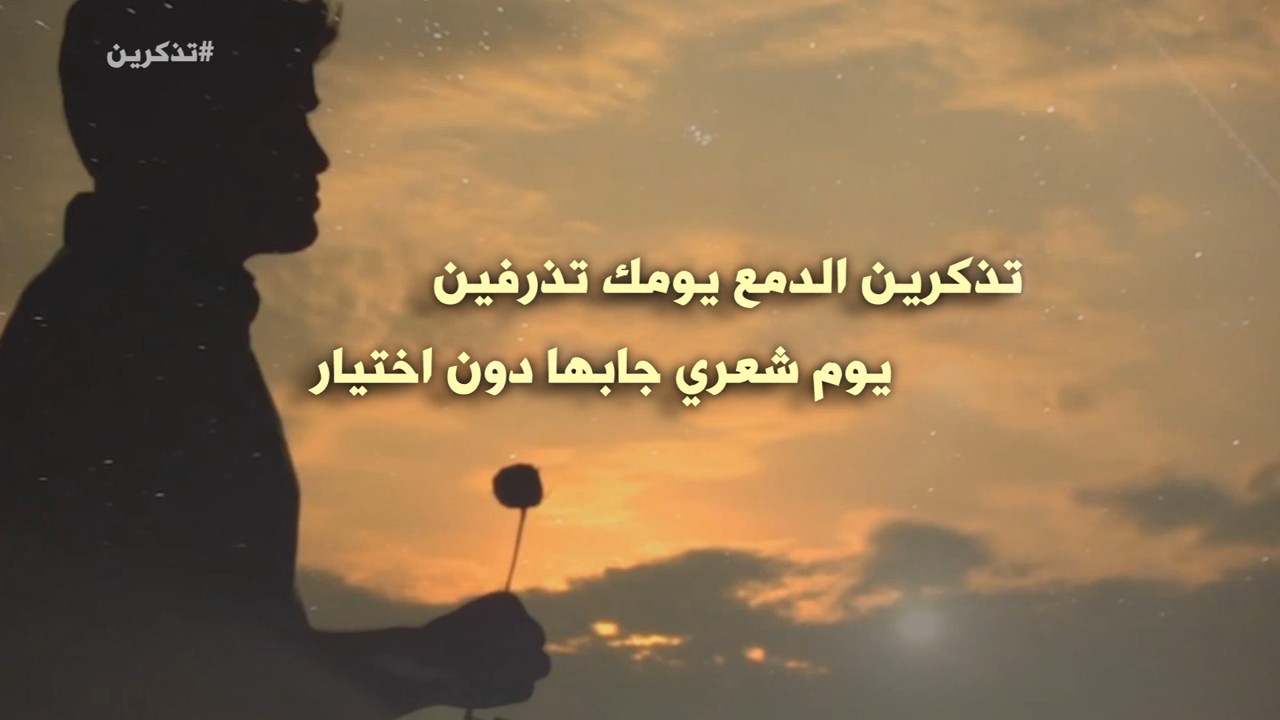 #تذكرين
تذكرين الدمع يومك تذرفين
يوم شعري جابها دون اختيار